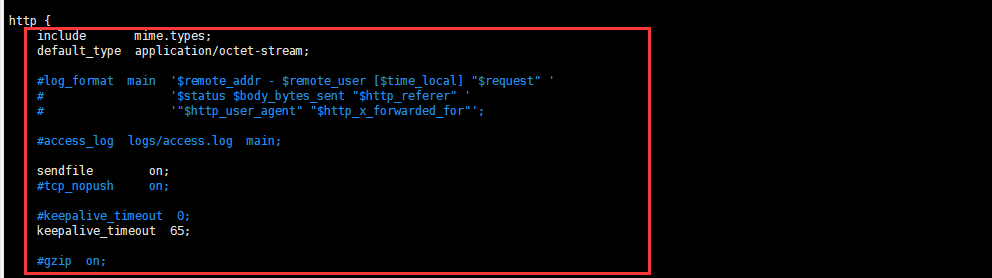 http {
    include       mime.types;
    default_type  application/octet-stream;

    #log_format  main  '$remote_addr - $remote_user [$time_local] "$request" '
    #                  '$status $body_bytes_sent "$http_referer" '
    #                  '"$http_user_agent" "$http_x_forwarded_for"';

    #access_log  logs/access.log  main;

    sendfile        on;
    #tcp_nopush     on;

    #keepalive_timeout  0;
    keepalive_timeout  65;

    #gzip  on;